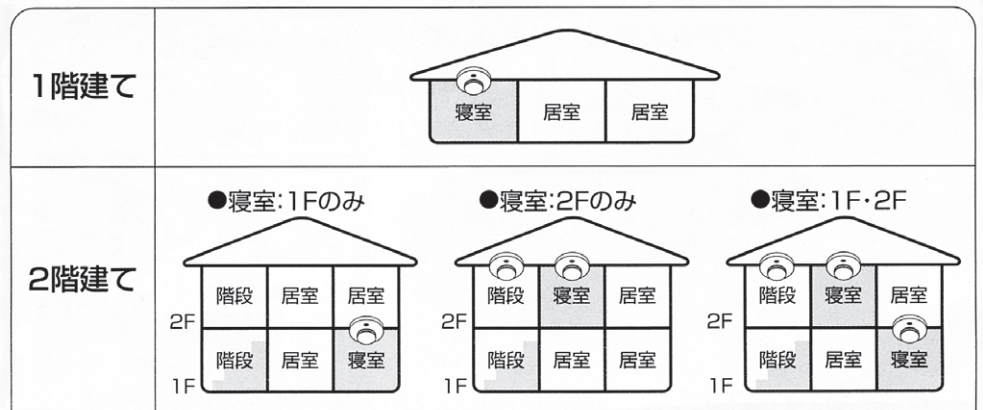 1階建て
寝室 居室 居室
2階建て
●寝室:1Fのみ
階段 居室 居室
2F
階段 居室 寝室
1F
●寝室:2Fのみ
階段 寝室 居室
2F
階段 居室 居室
1F
●寝室:1F・2F
階段 寝室 居室
2F
階段 居室 寝室
1F